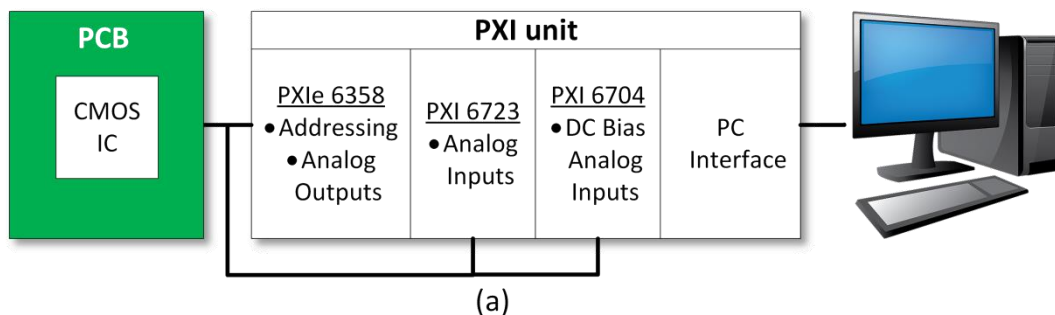 PCB
CMOS
IC
PXI unit
PXIe 6358
•Addressing
•Analog
Outputs
PXI 6723
•Analog
Inputs
PXI 6704
•DC Bias
Analog
Inputs
PC
Interface
(a)